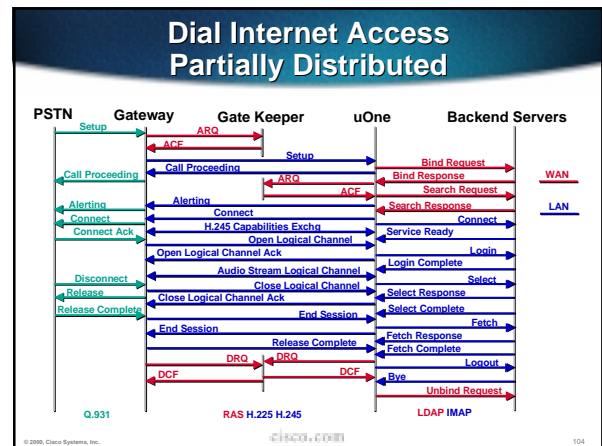 Dial Internet Access
Partially Distributed
PSTN Gateway Gate Keeper uOne Backend Servers
Setup
ARQ
ACF
Setup
Call Proceeding
Call Proceeding
Bind Request
Bind Response
WAN
ARQ
ACF
Search Request
Alerting
Alerting
Search Response
LAN
Connect
Connect
Connect
Connect Ack
H.245 Capabilities Exchg
Service Ready
Open Logical Channel
Login
Open Logical Channel Ack
Login Complete
Audio Stream Logical Channel
Select
Disconnect
Close Logical Channel
Release
Select Response
Close Logical Channel Ack
Release Complete
Select Complete
End Session
Fetch
End Session
Fetch Response
Release Complete
Fetch Complete
DRQ
DRQ
Logout
DCF
DCF
Bye
Unbind Request
Q.931 RAS H.225 H.245 LDAP IMAP
© 2000, Cisco Systems, Inc. cisco.com 104